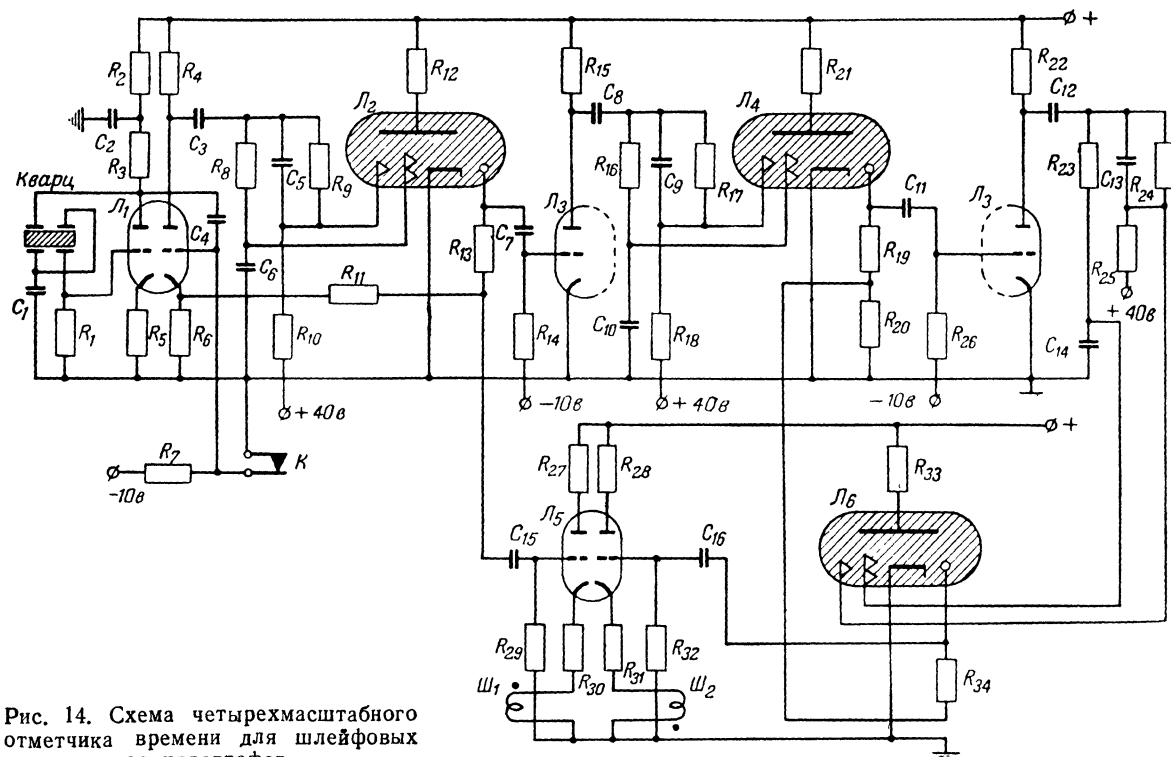 +
R2
R4
R12
R15
R21
R22
C2
R3
C3
Л2
C8
Л4
C12
Кварц
Л1
C4
R8
C5
R9
R16
C9
R17
C11
R23
C13
R24
Л3
Л3
R13
C7
R19
R25
+40в
C1
R1
R5
R6
C6
R11
R10
R14
C10
R18
R20
R26
C14
+40в
-10в
+40в
-10в
R7
-10в
К
+
R27
R28
R33
Л5
Л6
C15
C16
R29
R30
R31
R32
R34
Ш1
Ш2
Рис. 14. Схема четырехмасштабного
отметчика времени для шлейфовых